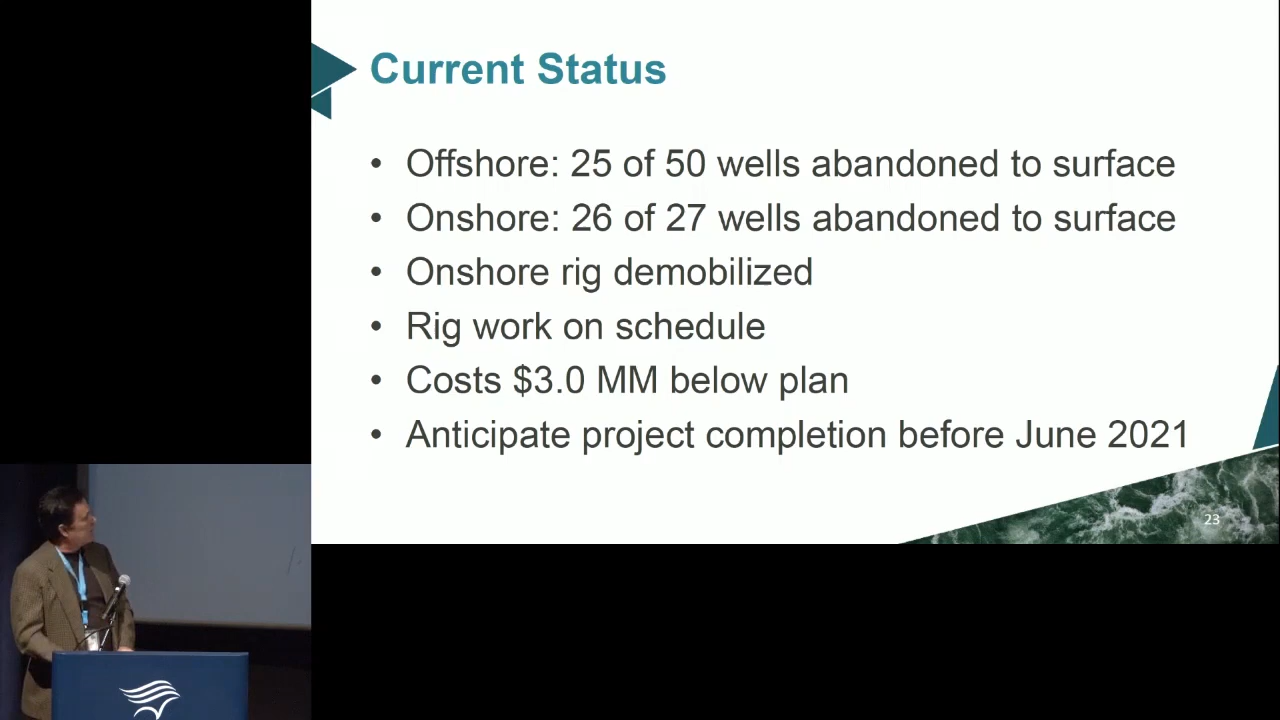 Current Status
• Offshore: 25 of 50 wells abandoned to surface
• Onshore: 26 of 27 wells abandoned to surface
• Onshore rig demobilized
• Rig work on schedule
• Costs $3.0 MM below plan
• Anticipate project completion before June 2021
23